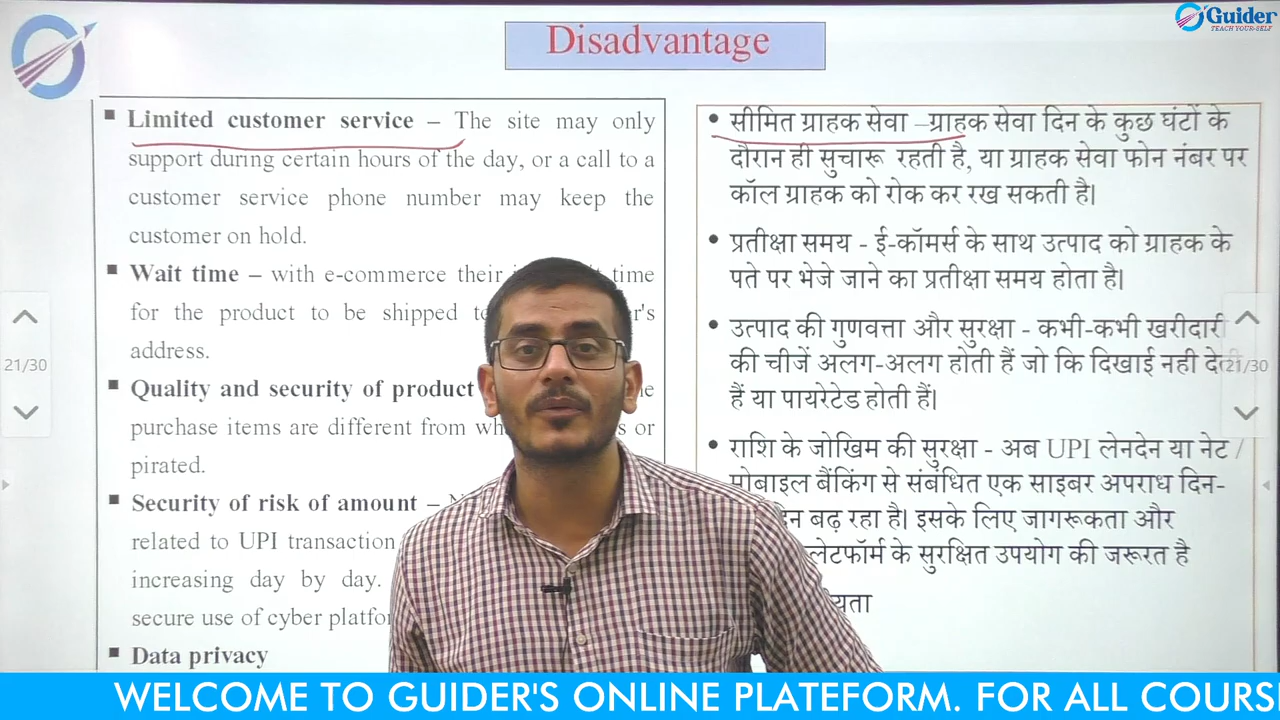 Guider
TEACH YOUR-SELF
Disadvantage
Limited customer service – The site may only
support during certain hours of the day, or a call to a
customer service phone number may keep the
customer on hold.
Wait time – with e-commerce their time
for the product to be shipped
address.
Quality and security of product
purchase items are different from or
pirated.
Security of risk of amount –
related to UPI transaction
increasing day by day.
secure use of cyber
Data privacy
सीमित ग्राहक सेवा –ग्राहक सेवा दिन के कुछ घंटों के
दौरान ही सुचारू रहती है, या ग्राहक सेवा फोन नंबर पर
कॉल ग्राहक को रोक कर रख सकती है।
प्रतीक्षा समय - ई-कॉमर्स के साथ उत्पाद को ग्राहक के
पते पर भेजे जाने का प्रतीक्षा समय होता है।
उत्पाद की गुणवत्ता और सुरक्षा - कभी-कभी खरीदारी
की चीजें अलग-अलग होती हैं जो कि दिखाई नही
हैं या पायरेटेड होती हैं।
राशि के जोखिम की सुरक्षा - अब UPI लेनदेन या नेट /
मोबाइल बैंकिंग से संबंधित एक साइबर अपराध दिन-
बढ़ रहा है। इसके लिए जागरूकता और
के सुरक्षित उपयोग की जरूरत है
21/30
21/30
WELCOME TO GUIDER'S ONLINE PLATEFORM. FOR ALL